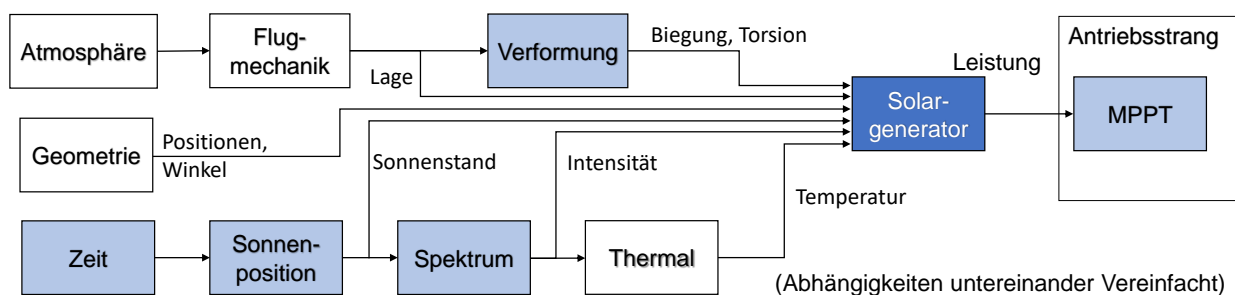 Atmosphäre
Flug-
mechanik
Lage
Verformung
Biegung, Torsion
Solar-
generator
Leistung
Antriebsstrang
MPPT
Geometrie
Positionen,
Winkel
Sonnenstand
Intensität
Temperatur
Zeit
Sonnen-
position
Spektrum
Thermal
(Abhängigkeiten untereinander Vereinfacht)